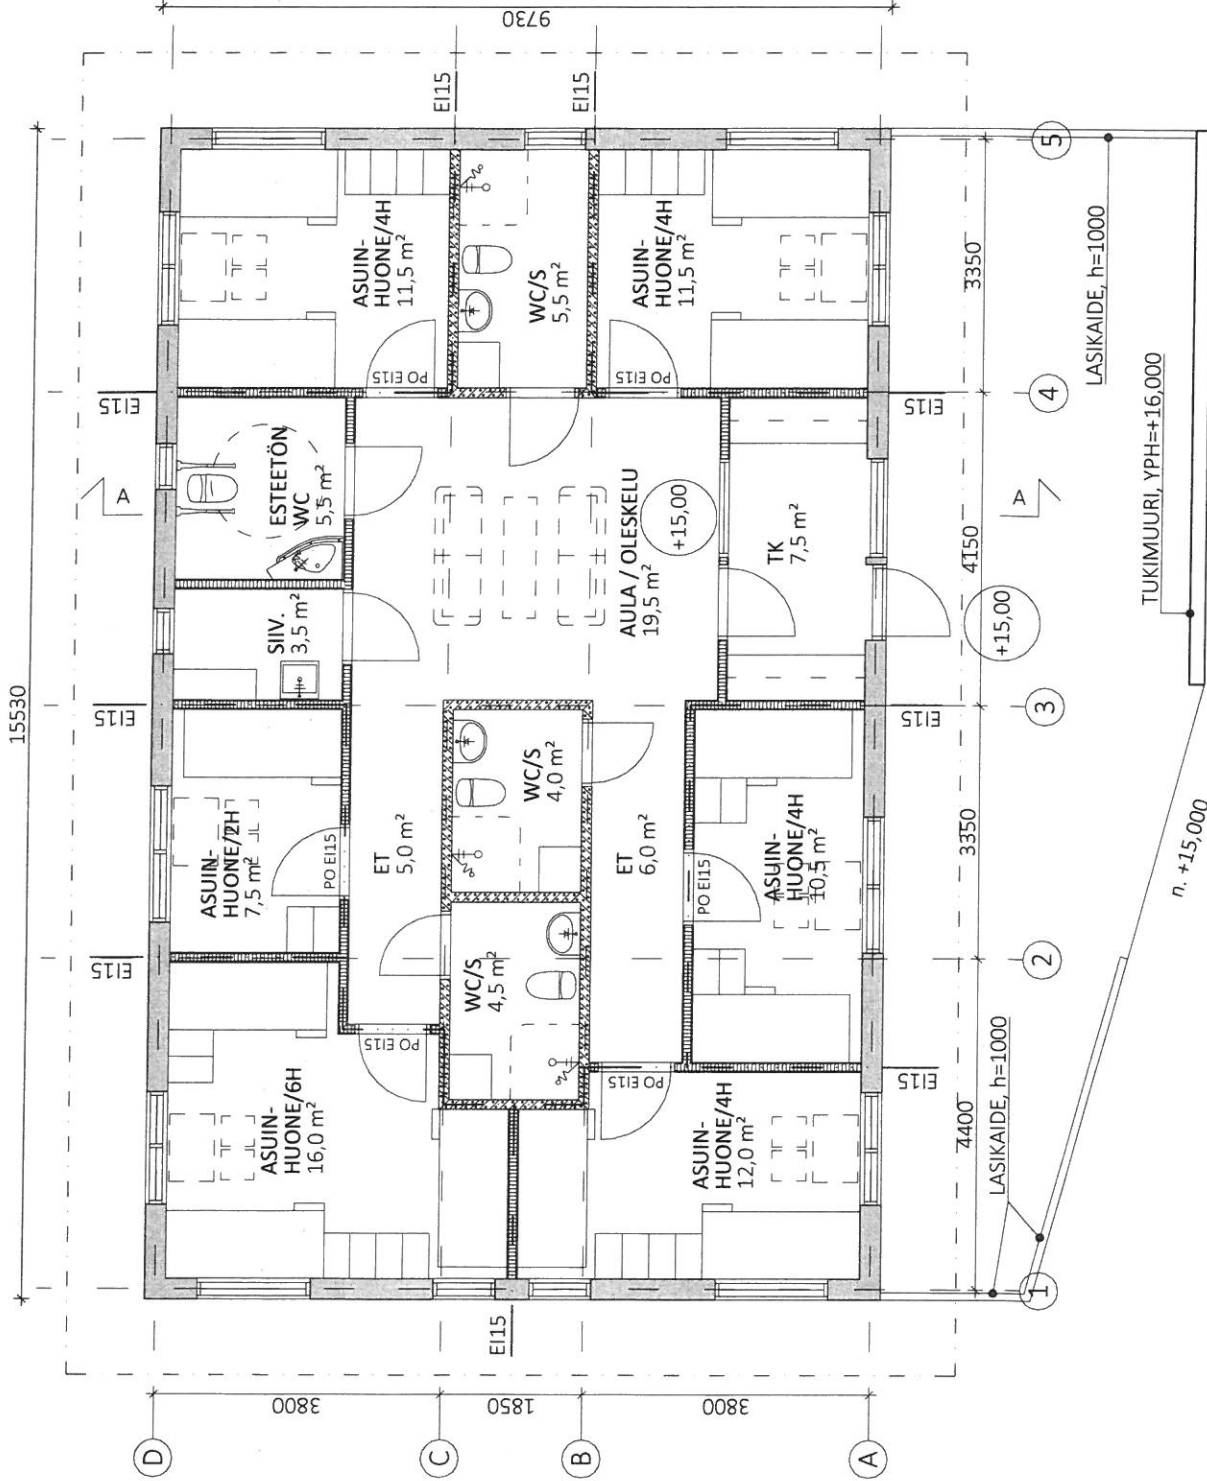 9730
15530
EI15
EI15
ASUIN-
HUONE/4H
11,5 m²
PO EI15
WC/S
5,5 m²
ASUIN-
HUONE/4H
11,5 m²
PO EI15
5
3350
LASIKAIDE, h=1000
EI15
EI15
4
A
ESTEETÖN
WC
5,5 m²
SIIV.
3,5 m²
AULA / OLESKELU
19,5 m²
+15,00
TK
7,5 m²
A
4150
+15,00
TUKIMUURI, YPH=+16,000
EI15
EI15
3
ASUIN-
HUONE/2H
7,5 m²
PO EI15
ET
5,0 m²
WC/S
4,0 m²
WC/S
4,5 m²
ET
6,0 m²
PO EI15
ASUIN-
HUONE/4H
10,5 m²
3350
n. +15,000
EI15
2
PO EI15
PO EI15
EI15
ASUIN-
HUONE/6H
16,0 m²
ASUIN-
HUONE/4H
12,0 m²
4400
LASIKAIDE, h=1000
1
EI15
3800
1850
3800
D
C
B
A